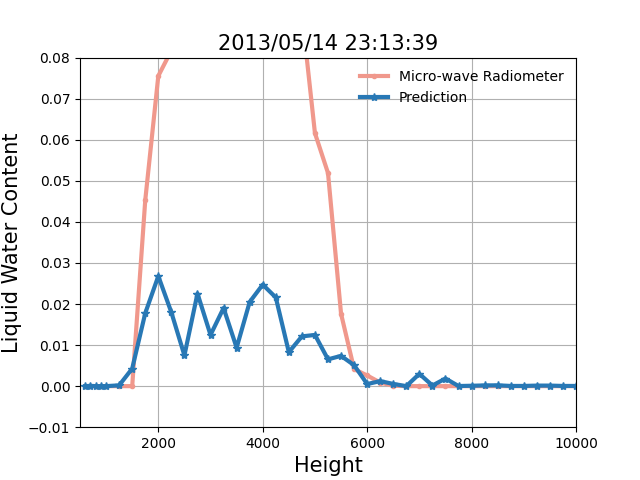 2013/05/14 23:13:39
Micro-wave Radiometer
Prediction
Liquid Water Content
0.08
0.07
0.06
0.05
0.04
0.03
0.02
0.01
0.00
−0.01
2000 4000 6000 8000 10000
Height